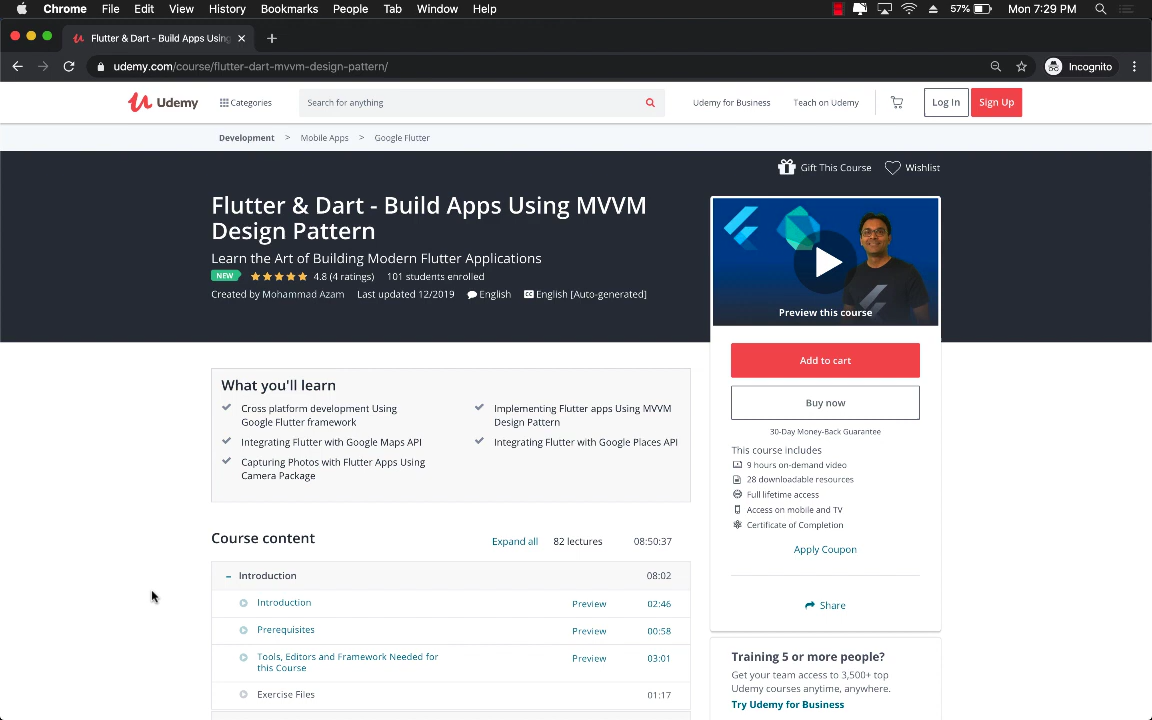 Chrome File Edit View History Bookmarks People Tab Window Help 57% Mon 7:29 PM
Flutter & Dart - Build Apps Using
udemy.com/course/flutter-dart-mvvm-design-pattern/ Incognito
Udemy Categories Search for anything Udemy for Business Teach on Udemy Log In Sign Up
Development > Mobile Apps > Google Flutter
Gift This Course Wishlist
Flutter & Dart - Build Apps Using MVVM
Design Pattern
Learn the Art of Building Modern Flutter Applications
NEW 4.8 (4 ratings) 101 students enrolled
Created by Mohammad Azam Last updated 12/2019 English English [Auto-generated]
Preview this course
Add to cart
Buy now
30-Day Money-Back Guarantee
This course includes
9 hours on-demand video
28 downloadable resources
Full lifetime access
Access on mobile and TV
Certificate of Completion
Apply Coupon
Share
What you'll learn
Cross platform development Using
Google Flutter framework
Implementing Flutter apps Using MVVM
Design Pattern
Integrating Flutter with Google Maps API
Integrating Flutter with Google Places API
Capturing Photos with Flutter Apps Using
Camera Package
Course content Expand all 82 lectures 08:50:37
Introduction 08:02
Introduction Preview 02:46
Prerequisites Preview 00:58
Tools, Editors and Framework Needed for
this Course Preview 03:01
Exercise Files 01:17
Training 5 or more people?
Get your team access to 3,500+ top
Udemy courses anytime, anywhere.
Try Udemy for Business